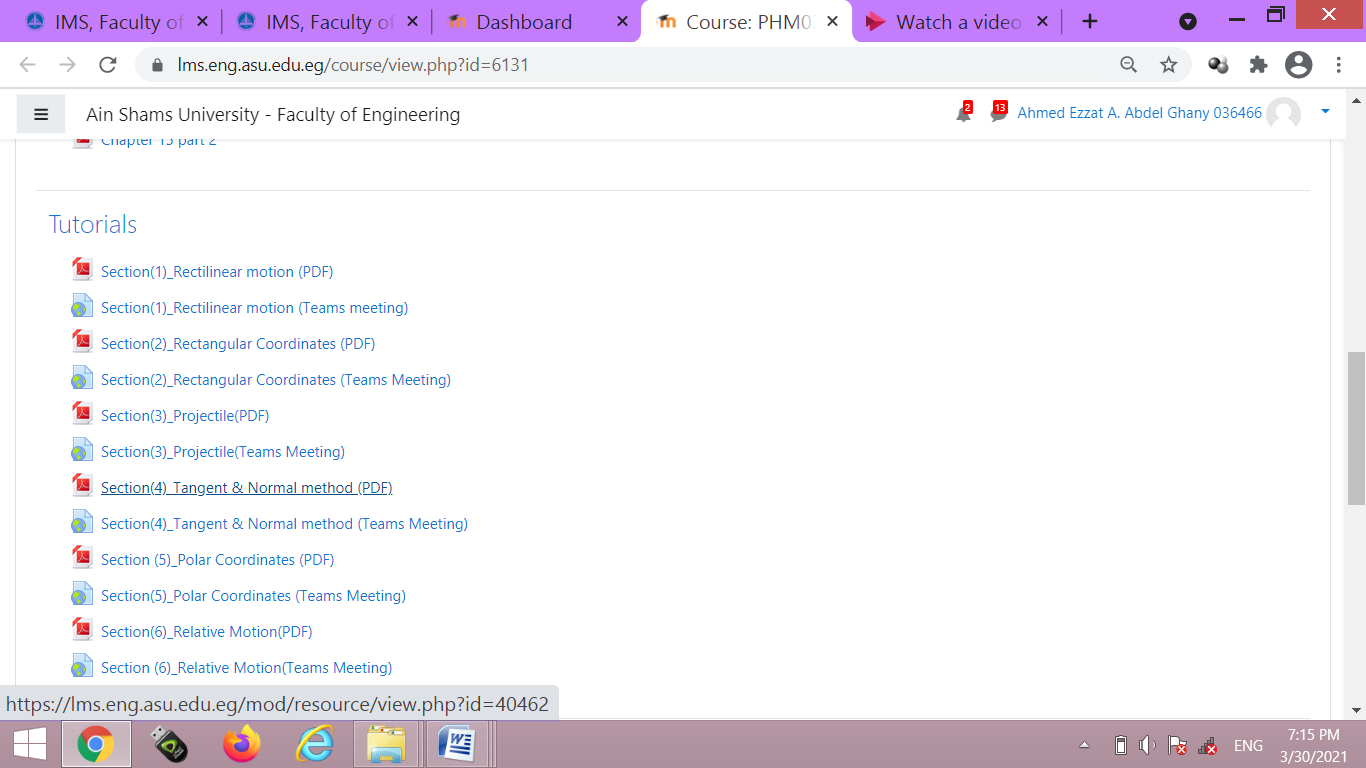 IMS, Faculty of
IMS, Faculty of
Dashboard
Course: PHM03
Watch a video
lms.eng.asu.edu.eg/course/view.php?id=6131
Ain Shams University - Faculty of Engineering
2
13
Ahmed Ezzat A. Abdel Ghany 036466
Chapter 13 part 2
Tutorials
Section(1)_Rectilinear motion (PDF)
Section(1)_Rectilinear motion (Teams meeting)
Section(2)_Rectangular Coordinates (PDF)
Section(2)_Rectangular Coordinates (Teams Meeting)
Section(3)_Projectile(PDF)
Section(3)_Projectile(Teams Meeting)
Section(4)_Tangent & Normal method (PDF)
Section(4)_Tangent & Normal method (Teams Meeting)
Section (5)_Polar Coordinates (PDF)
Section(5)_Polar Coordinates (Teams Meeting)
Section(6)_Relative Motion(PDF)
Section (6)_Relative Motion(Teams Meeting)
https://lms.eng.asu.edu.eg/mod/resource/view.php?id=40462
ENG
7:15 PM
3/30/2021